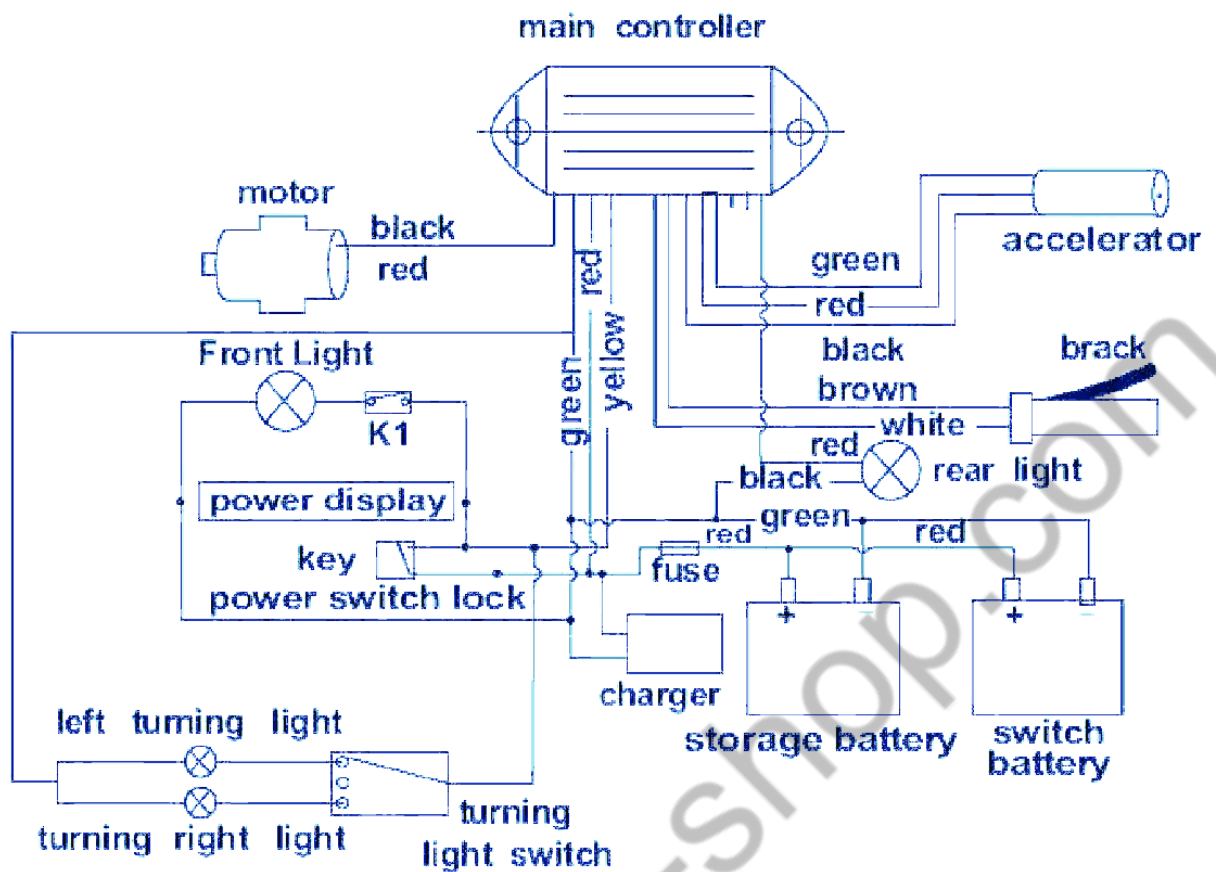 main controller
motor
black
red
accelerator
green
red
red
yellow
green
Front Light
K1
black
brack
brown
white
red
rear light
black
power display
green
red
red
key
fuse
power switch lock
+
−
+
−
charger
storage battery
switch
battery
left turning light
turning right light
turning
light switch
shop.com